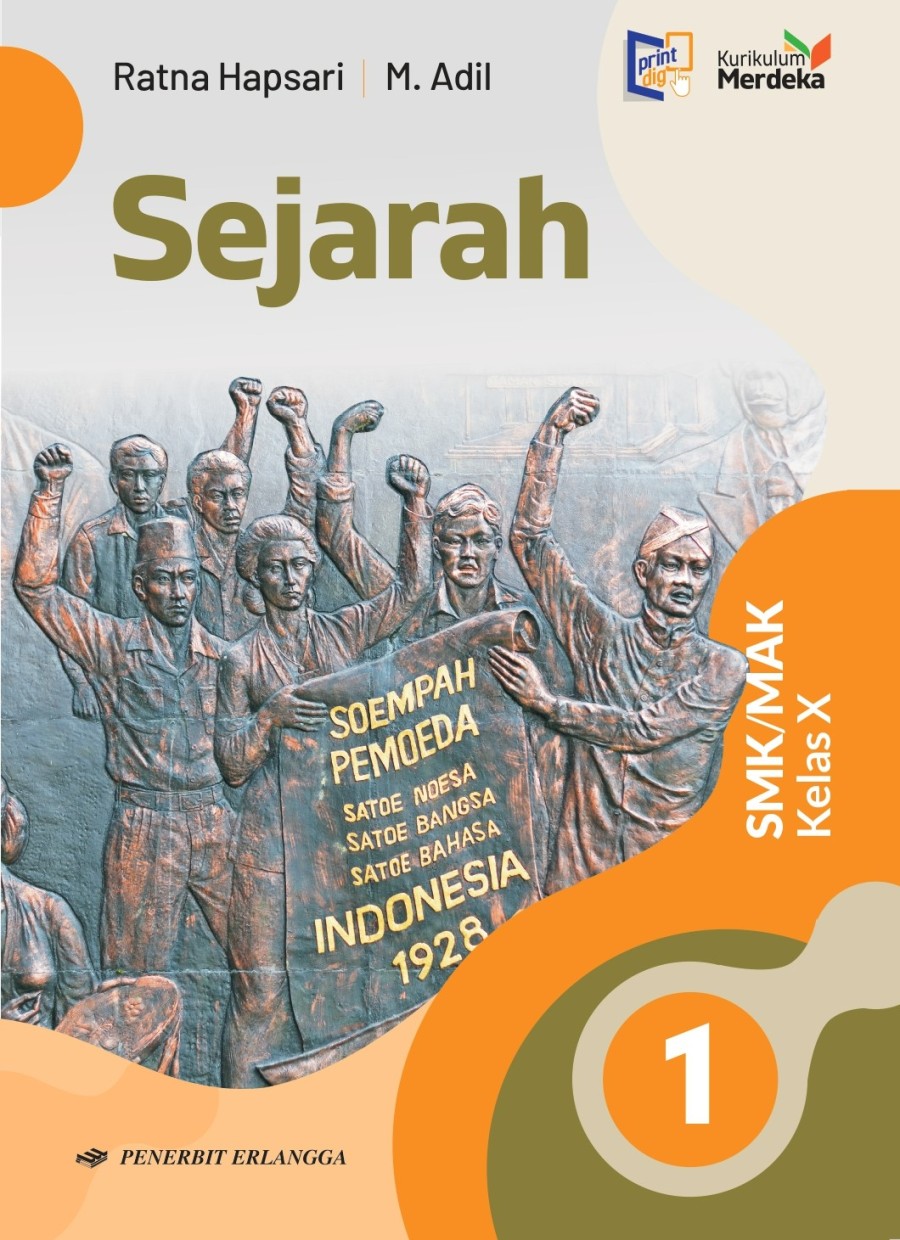 Ratna Hapsari | M. Adil
print
dig
Kurikulum
Merdeka
Sejarah
SOEMPAH
PEMOEDA
SATOE NOESA
SATOE BANGSA
SATOE BAHASA
INDONESIA
1928
SMK/MAK
Kelas X
1
PENERBIT ERLANGGA